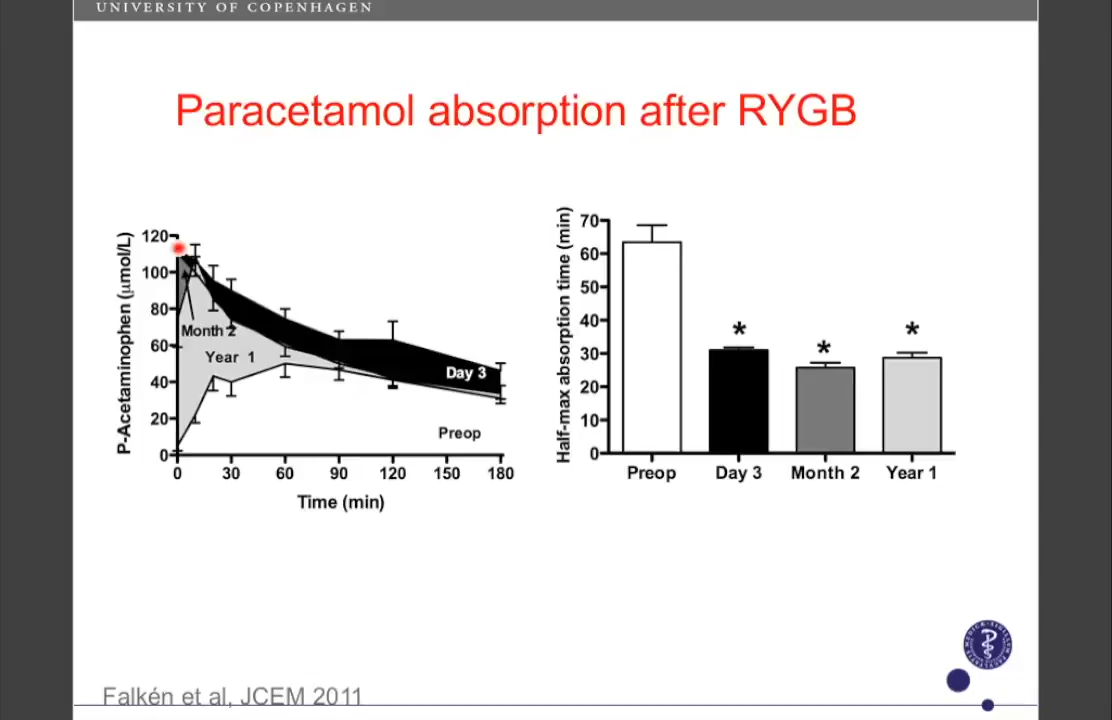 UNIVERSITY OF COPENHAGEN
Paracetamol absorption after RYGB
P-Acetaminophen (μmol/L)
120
100
80
60
40
20
0
Month 2
Year 1
Day 3
Preop
0 30 60 90 120 150 180
Time (min)
Half-max absorption time (min)
70
60
50
40
30
20
10
0
*
*
*
Preop Day 3 Month 2 Year 1
Falkén et al, JCEM 2011